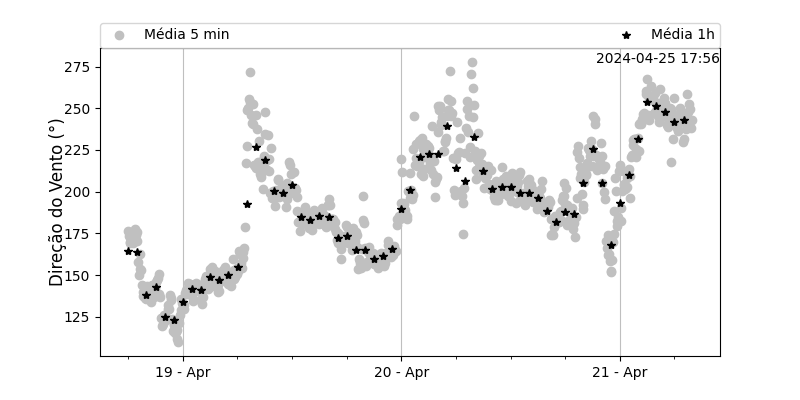 Média 5 min
Média 1h
2024-04-25 17:56
Direção do Vento (°)
275
250
225
200
175
150
125
19 - Apr
20 - Apr
21 - Apr